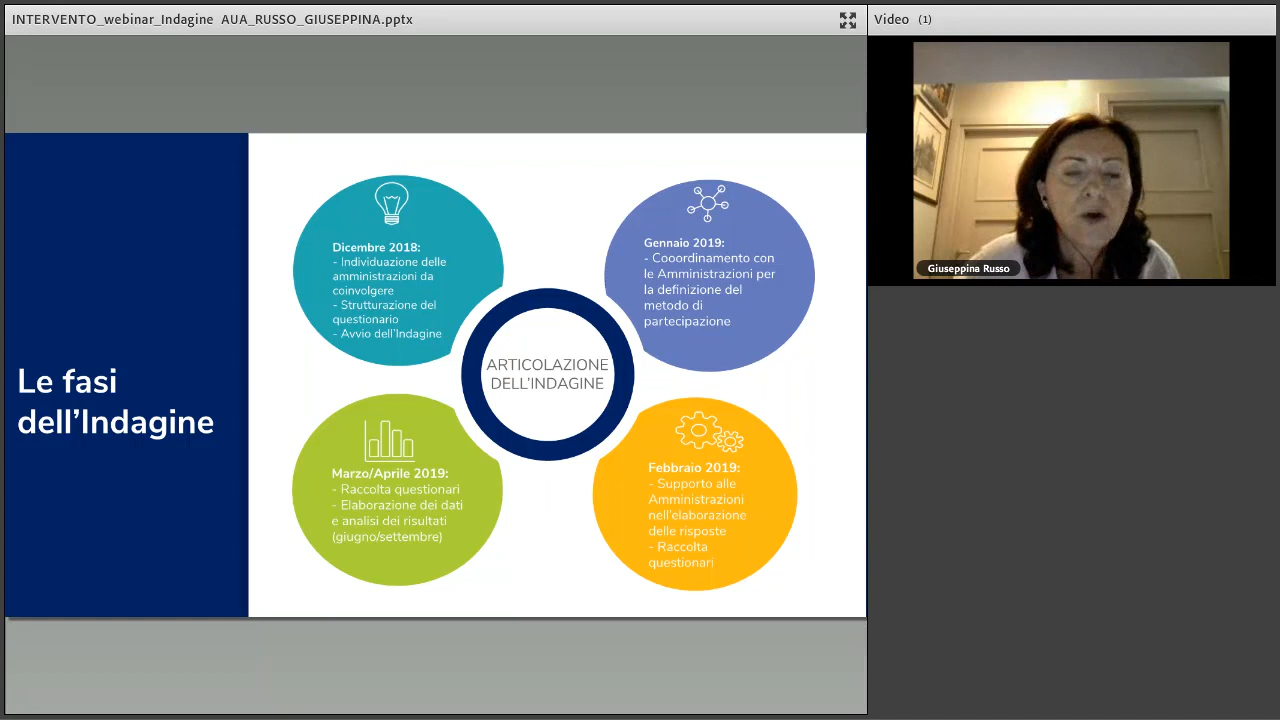 INTERVENTO_webinar_Indagine AUA_RUSSO_GIUSEPPINA.pptx
Video (1)
Giuseppina Russo
Le fasi
dell'Indagine
Dicembre 2018:
- Individuazione delle
amministrazioni da
coinvolgere
- Strutturazione del
questionario
- Avvio dell'Indagine
Gennaio 2019:
- Cooordinamento con
le Amministrazioni per
la definizione del
metodo di
partecipazione
ARTICOLAZIONE
DELL'INDAGINE
Marzo/Aprile 2019:
- Raccolta questionari
- Elaborazione dei dati
e analisi dei risultati
(giugno/settembre)
Febbraio 2019:
- Supporto alle
Amministrazioni
nell'elaborazione
delle risposte
- Raccolta
questionari